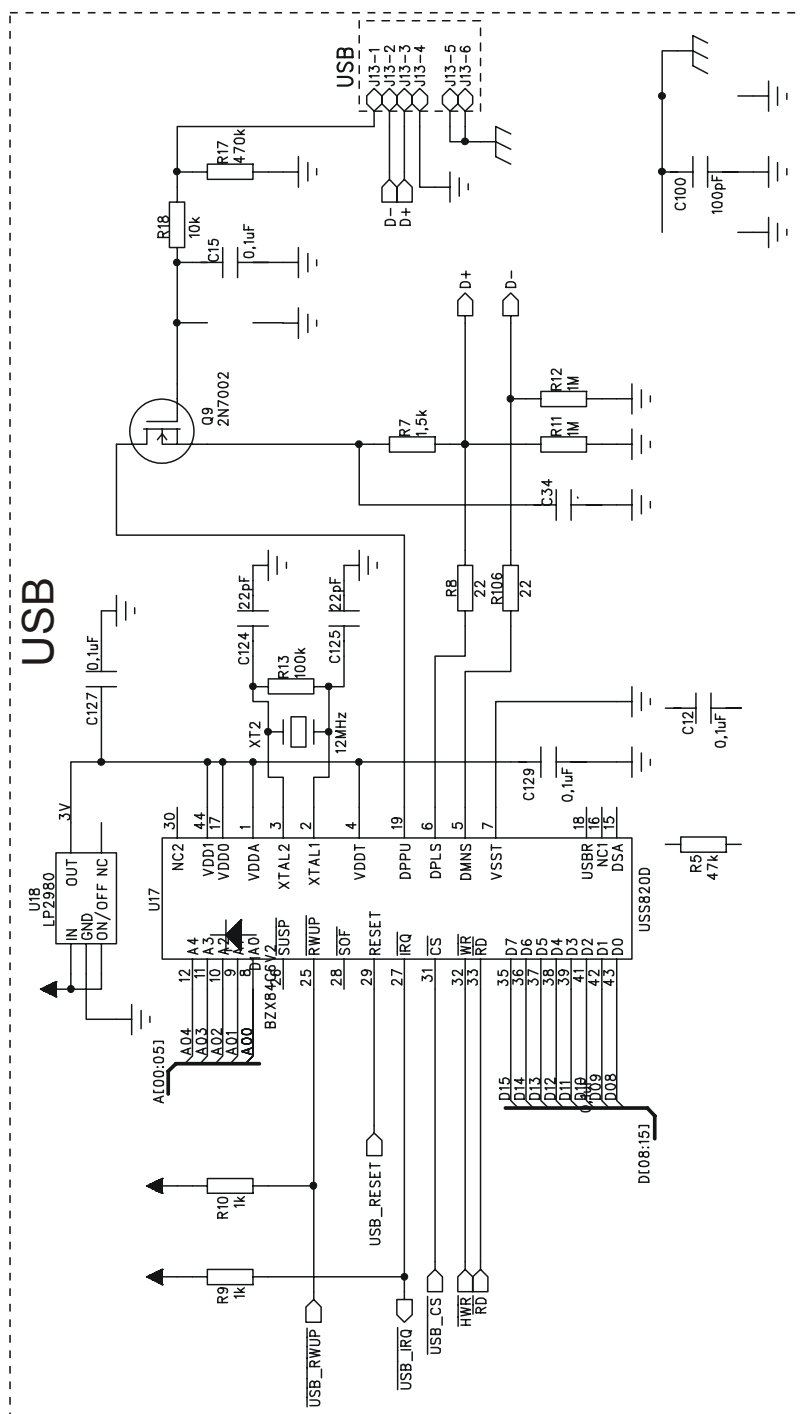 USB
USB
J13-1
J13-2
J13-3
J13-4
J13-5
J13-6
R17
470k
R18
10k
C15
0,1uF
D-
D+
C100
100pF
Q9
2N7002
D+
D-
R7
1,5k
R12
1M
R11
1M
C34
R8
22
R106
22
C127
0,1uF
C124
22pF
C125
22pF
R13
100k
XT2
12MHz
C129
0,1uF
C12
0,1uF
R5
47k
3V
U18
LP2980
IN
GND
ON/OFF
OUT
NC
U17
USS820D
NC2
30
VDD1
44
VDD0
17
VDDA
1
XTAL2
3
XTAL1
2
VDDT
4
DPPU
19
DPLS
6
DMNS
5
VSST
7
USBR
18
NC1
16
DSA
15
A4
12
A3
11
A2
10
9
A0
8
D1
BZX84C6V2
SUSP
RWUP
25
SOF
28
RESET
29
IRQ
27
CS
31
WR
32
RD
33
D7
35
D6
36
D5
37
D4
38
D3
39
D2
41
D1
42
D0
43
A04
A03
A02
A01
A00
A[00:05]
D15
D14
D13
D12
D11
D10
D09
D08
D[08:15]
R10
1k
R9
1k
USB_RESET
USB_RWUP
USB_IRQ
USB_CS
HWR
RD